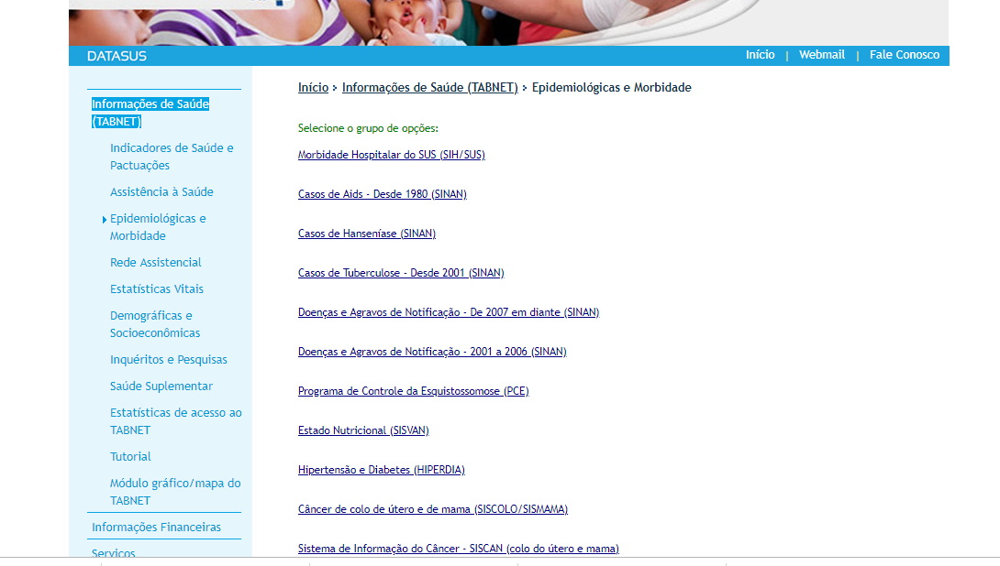 DATASUS
Início | Webmail | Fale Conosco
Informações de Saúde
(TABNET)
Indicadores de Saúde e
Pactuações
Assistência à Saúde
Epidemiológicas e
Morbidade
Rede Assistencial
Estatísticas Vitais
Demográficas e
Socioeconômicas
Inquéritos e Pesquisas
Saúde Suplementar
Estatísticas de acesso ao
TABNET
Tutorial
Módulo gráfico/mapa do
TABNET
Informações Financeiras
Serviços
Início > Informações de Saúde (TABNET) > Epidemiológicas e Morbidade
Selecione o grupo de opções:
Morbidade Hospitalar do SUS (SIH/SUS)
Casos de Aids - Desde 1980 (SINAN)
Casos de Hanseníase (SINAN)
Casos de Tuberculose - Desde 2001 (SINAN)
Doenças e Agravos de Notificação - De 2007 em diante (SINAN)
Doenças e Agravos de Notificação - 2001 a 2006 (SINAN)
Programa de Controle da Esquistossomose (PCE)
Estado Nutricional (SISVAN)
Hipertensão e Diabetes (HIPERDIA)
Câncer de colo de útero e de mama (SISCOLO/SISMAMA)
Sistema de Informação do Câncer - SISCAN (colo do útero e mama)